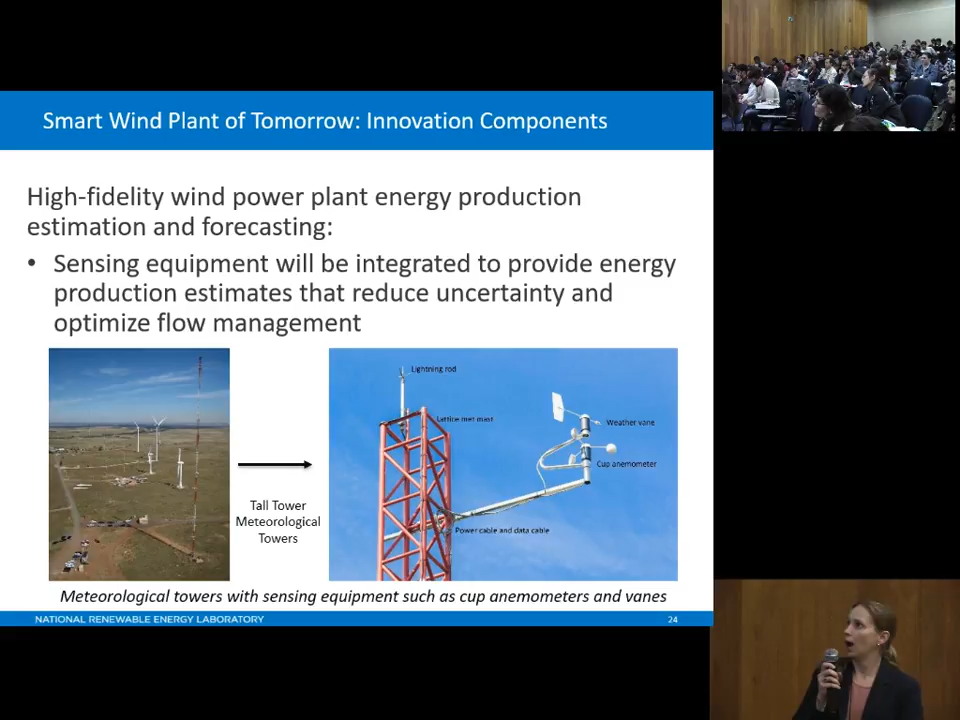 Smart Wind Plant of Tomorrow: Innovation Components
High-fidelity wind power plant energy production
estimation and forecasting:
• Sensing equipment will be integrated to provide energy
production estimates that reduce uncertainty and
optimize flow management
Lightning rod
Lattice met mast
Weather vane
Cup anemometer
Power cable and data cable
Tall Tower
Meteorological
Towers
Meteorological towers with sensing equipment such as cup anemometers and vanes
NATIONAL RENEWABLE ENERGY LABORATORY
24